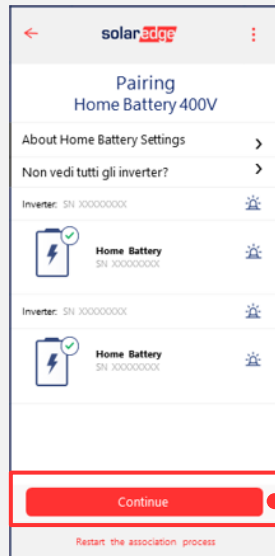 solaredge
Pairing
Home Battery 400V
About Home Battery Settings
Non vedi tutti gli inverter?
Inverter: SN XXXXXXXX
Home Battery
SN XXXXXXXX
Inverter: SN XXXXXXXX
Home Battery
SN XXXXXXXX
Continue
Restart the association process